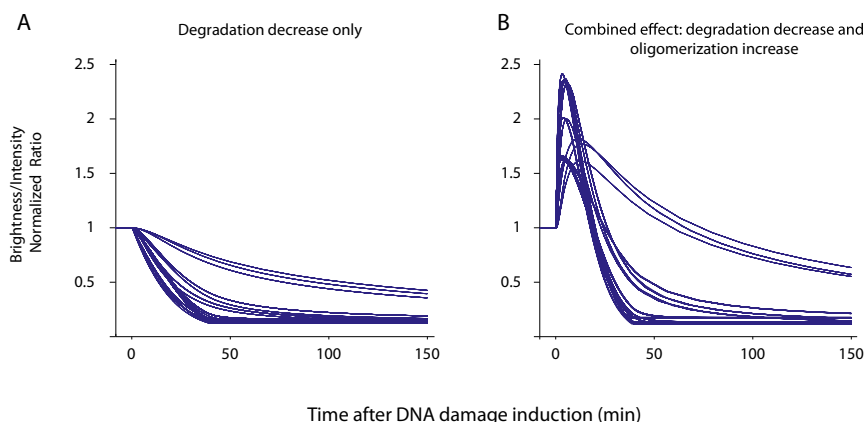 A
Degradation decrease only
B
Combined effect: degradation decrease and
oligomerization increase
Brightness/Intensity
Normalized Ratio
2.5
2
1.5
1
0.5
0
50
100
150
2.5
2
1.5
1
0.5
0
50
100
150
Time after DNA damage induction (min)